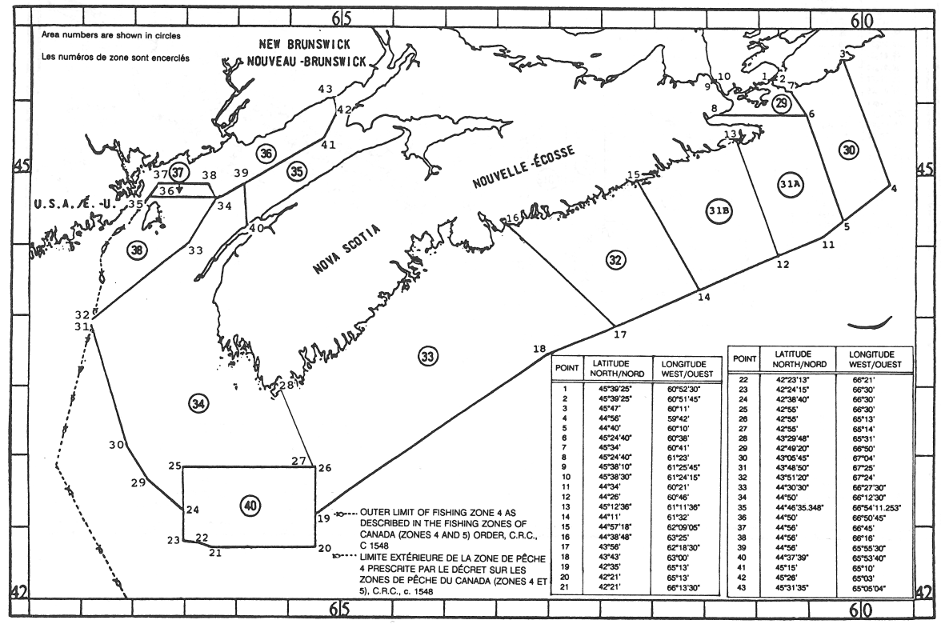 65
60
Area numbers are shown in circles
Les numéros de zone sont encerclés
NEW BRUNSWICK
NOUVEAU-BRUNSWICK
45
45
U.S.A./É.-U.
NOUVELLE-ÉCOSSE
NOVA SCOTIA
43
42
41
36
35
37
37
38
39
36
35
34
40
38
33
32
31
34
30
29
28
33
25
27
26
24
40
23
22
21
20
19
18
17
16
15
32
14
31B
13
31A
12
11
10
9
8
1
2
7
29
6
3
30
4
5
OUTER LIMIT OF FISHING ZONE 4 AS
DESCRIBED IN THE FISHING ZONES OF
CANADA (ZONES 4 AND 5) ORDER, C.R.C.,
C 1548
LIMITE EXTÉRIEURE DE LA ZONE DE PÊCHE
4 PRESCRITE PAR LE DÉCRET SUR LES
ZONES DE PÊCHE DU CANADA (ZONES 4 ET
5), C.R.C., c. 1548
POINT LATITUDE NORTH/NORD LONGITUDE WEST/OUEST
1 45°39'25" 60°52'30"
2 45°39'25" 60°51'45"
3 45°47' 60°11'
4 44°56' 59°42'
5 44°40' 60°10'
6 45°24'40" 60°38'
7 45°34' 60°41'
8 45°24'40" 61°23'
9 45°38'10" 61°25'45"
10 45°38'30" 61°24'15"
11 44°34' 60°21'
12 44°26' 60°46'
13 45°12'36" 61°11'36"
14 44°11' 61°32'
15 44°57'18" 62°09'05"
16 44°38'48" 63°25'
17 43°56' 62°18'30"
18 43°43' 63°00'
19 42°35' 65°13'
20 42°21' 65°13'
21 42°21' 66°13'30"
POINT LATITUDE NORTH/NORD LONGITUDE WEST/OUEST
22 42°23'13" 66°21'
23 42°24'15" 66°30'
24 42°38'40" 66°30'
25 42°55' 66°30'
26 42°55' 65°13'
27 42°55' 65°14'
28 43°29'48" 65°31'
29 42°49'20" 66°50'
30 43°05'45" 67°04'
31 43°48'50" 67°25'
32 43°51'20" 67°24'
33 44°30'30" 66°27'30"
34 44°50' 66°12'30"
35 44°46'35.348" 66°54'11.253"
36 44°50' 66°50'45"
37 44°56' 66°45'
38 44°56' 66°16'
39 44°56' 65°55'30"
40 44°37'39" 65°53'40"
41 45°15' 65°10'
42 45°26' 65°03'
43 45°31'35" 65°05'04"
42
65
60
42